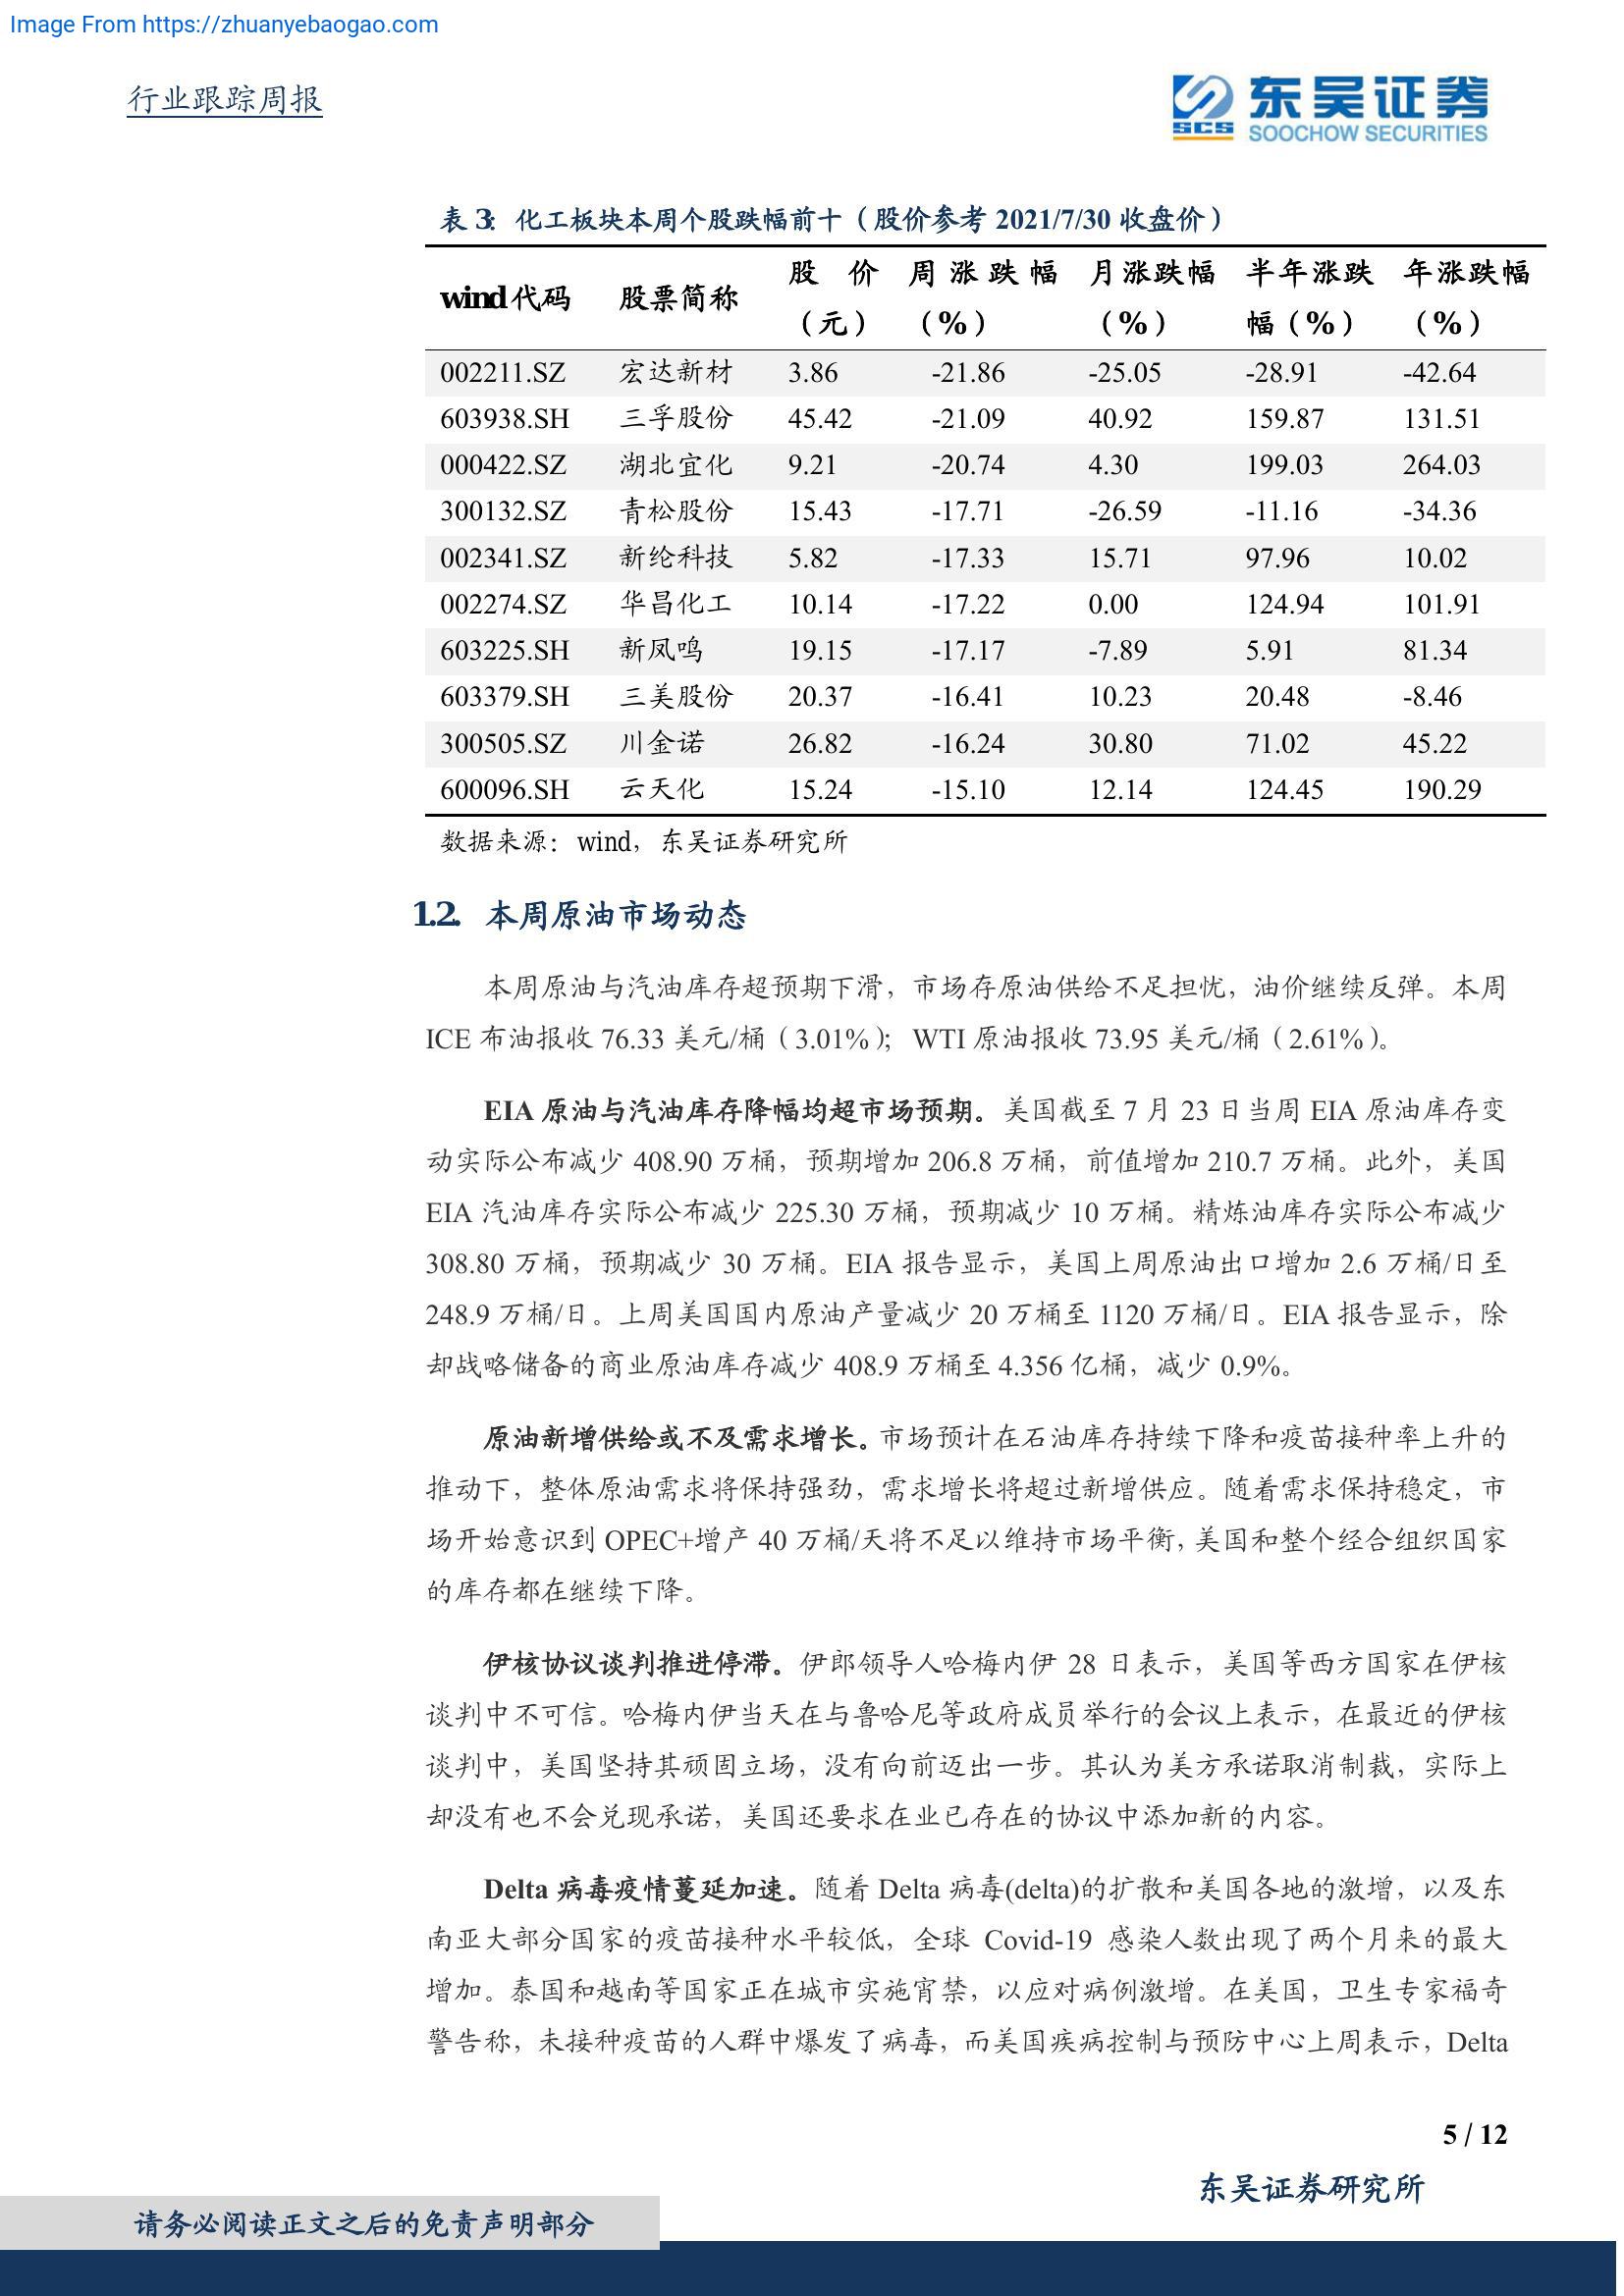 Image From https://zhuanyebaogao.com
行业跟踪周报
SCS 东吴证券
SOOCHOW SECURITIES
表 3: 化工板块本周个股跌幅前十（股价参考 2021/7/30 收盘价）
wind代码 股票简称 股 价（元） 周涨跌幅（%） 月涨跌幅（%） 半年涨跌幅（%） 年涨跌幅（%）
002211.SZ 宏达新材 3.86 -21.86 -25.05 -28.91 -42.64
603938.SH 三孚股份 45.42 -21.09 40.92 159.87 131.51
000422.SZ 湖北宜化 9.21 -20.74 4.30 199.03 264.03
300132.SZ 青松股份 15.43 -17.71 -26.59 -11.16 -34.36
002341.SZ 新纶科技 5.82 -17.33 15.71 97.96 10.02
002274.SZ 华昌化工 10.14 -17.22 0.00 124.94 101.91
603225.SH 新凤鸣 19.15 -17.17 -7.89 5.91 81.34
603379.SH 三美股份 20.37 -16.41 10.23 20.48 -8.46
300505.SZ 川金诺 26.82 -16.24 30.80 71.02 45.22
600096.SH 云天化 15.24 -15.10 12.14 124.45 190.29
数据来源：wind，东吴证券研究所
1.2. 本周原油市场动态
本周原油与汽油库存超预期下滑，市场存原油供给不足担忧，油价继续反弹。本周
ICE 布油报收 76.33 美元/桶（3.01%）；WTI 原油报收 73.95 美元/桶（2.61%）。
EIA 原油与汽油库存降幅均超市场预期。美国截至 7 月 23 日当周 EIA 原油库存变
动实际公布减少 408.90 万桶，预期增加 206.8 万桶，前值增加 210.7 万桶。此外，美国
EIA 汽油库存实际公布减少 225.30 万桶，预期减少 10 万桶。精炼油库存实际公布减少
308.80 万桶，预期减少 30 万桶。EIA 报告显示，美国上周原油出口增加 2.6 万桶/日至
248.9 万桶/日。上周美国国内原油产量减少 20 万桶至 1120 万桶/日。EIA 报告显示，除
却战略储备的商业原油库存减少 408.9 万桶至 4.356 亿桶，减少 0.9%。
原油新增供给或不及需求增长。市场预计在石油库存持续下降和疫苗接种率上升的
推动下，整体原油需求将保持强劲，需求增长将超过新增供应。随着需求保持稳定，市
场开始意识到 OPEC+增产 40 万桶/天将不足以维持市场平衡，美国和整个经合组织国家
的库存都在继续下降。
伊核协议谈判推进停滞。伊郎领导人哈梅内伊 28 日表示，美国等西方国家在伊核
谈判中不可信。哈梅内伊当天在与鲁哈尼等政府成员举行的会议上表示，在最近的伊核
谈判中，美国坚持其顽固立场，没有向前迈出一步。其认为美方承诺取消制裁，实际上
却没有也不会兑现承诺，美国还要求在业已存在的协议中添加新的内容。
Delta 病毒疫情蔓延加速。随着 Delta 病毒(delta)的扩散和美国各地的激增，以及东
南亚大部分国家的疫苗接种水平较低，全球 Covid-19 感染人数出现了两个月来的最大
增加。泰国和越南等国家正在城市实施宵禁，以应对病例激增。在美国，卫生专家福奇
警告称，未接种疫苗的人群中爆发了病毒，而美国疾病控制与预防中心上周表示，Delta
5 / 12
东吴证券研究所
请务必阅读正文之后的免责声明部分